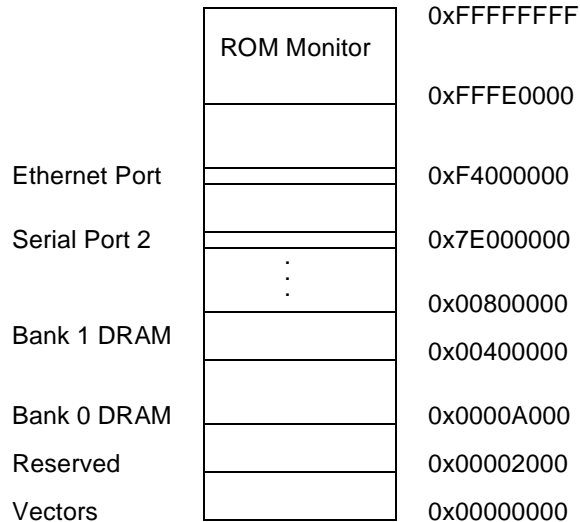 0xFFFFFFFF
ROM Monitor
0xFFFE0000
Ethernet Port 0xF4000000
Serial Port 2 0x7E000000
0x00800000
Bank 1 DRAM
0x00400000
Bank 0 DRAM 0x0000A000
Reserved 0x00002000
Vectors 0x00000000